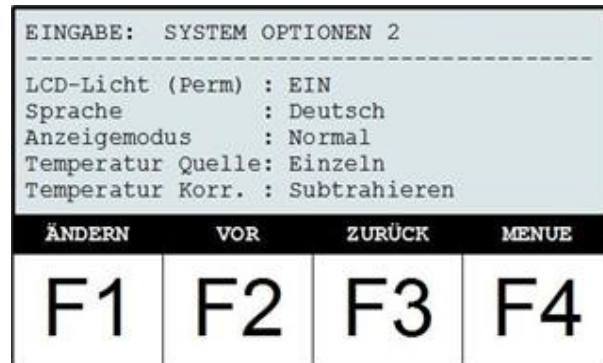 EINGABE: SYSTEM OPTIONEN 2
--------------------------------------------
LCD-Licht (Perm) : EIN
Sprache : Deutsch
Anzeigemodus : Normal
Temperatur Quelle: Einzeln
Temperatur Korr. : Subtrahieren
ÄNDERN VOR ZURÜCK MENUE
F1 F2 F3 F4